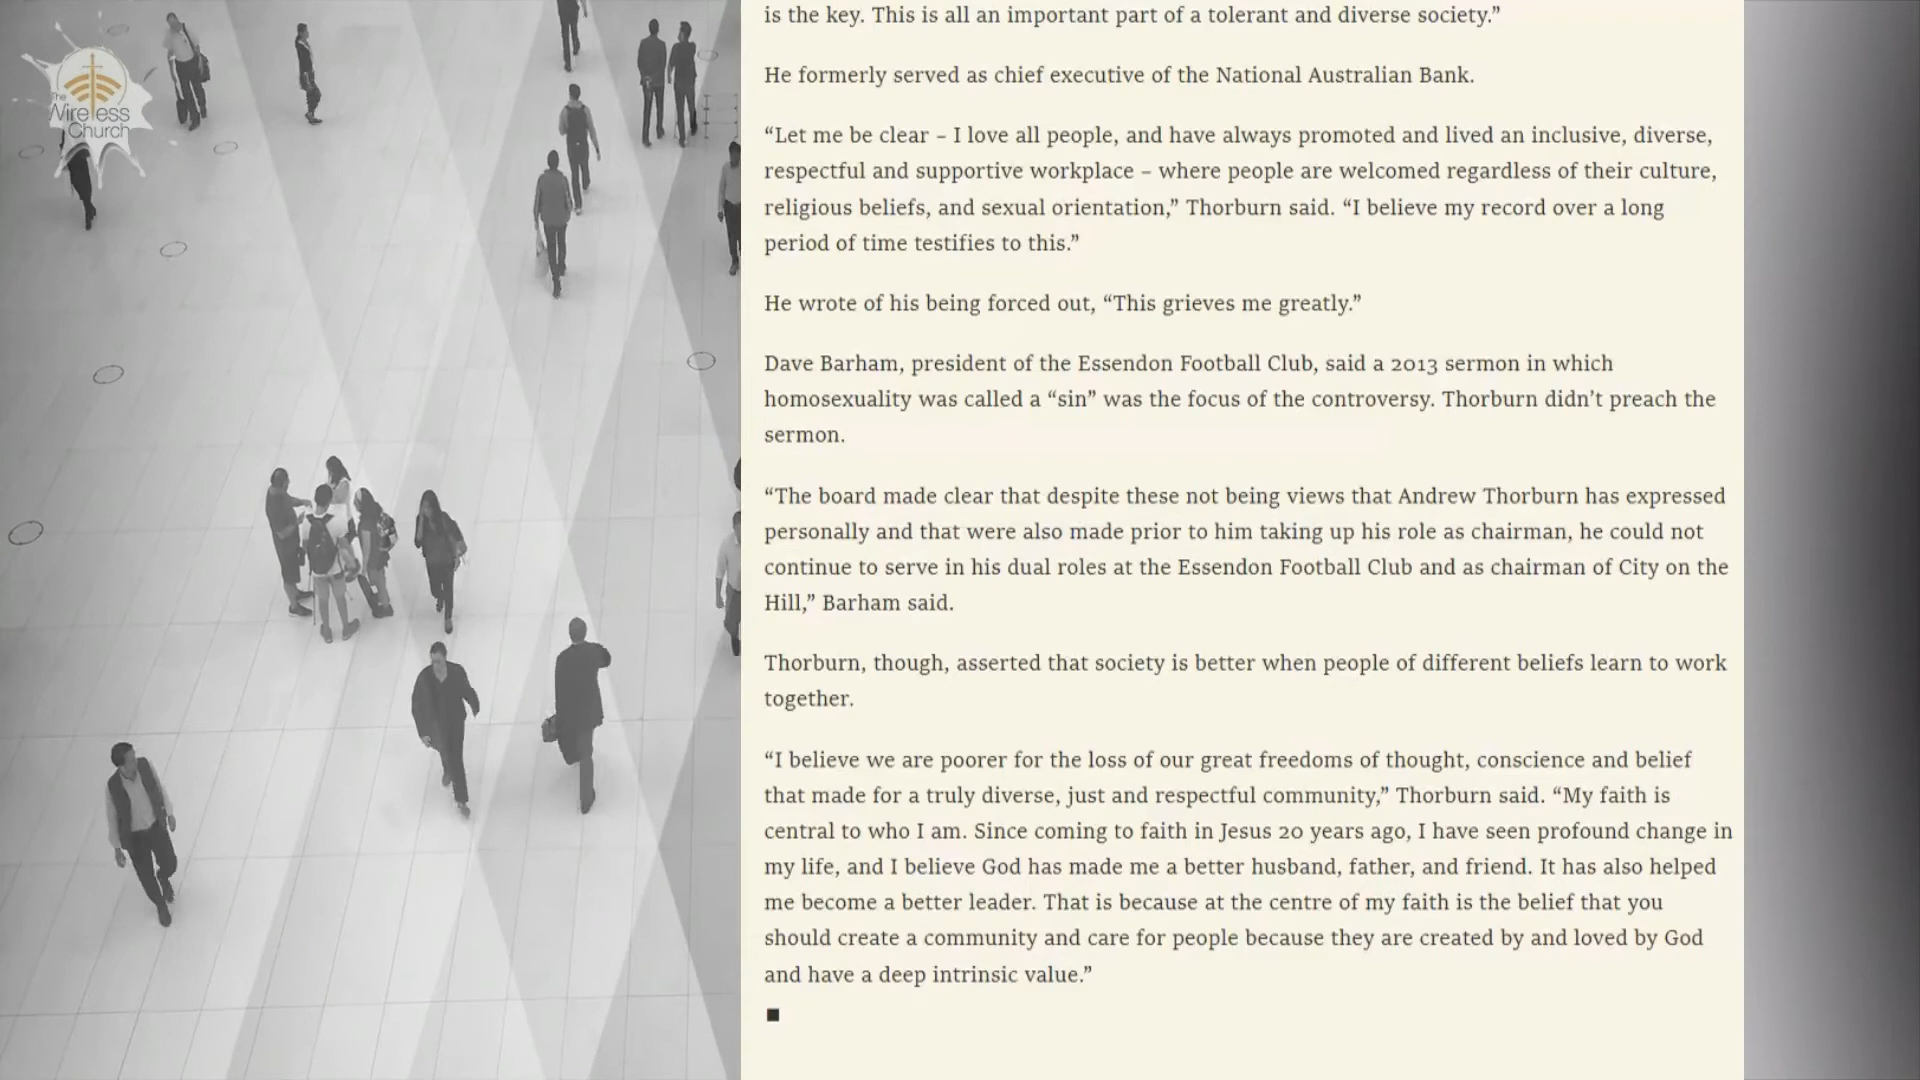 The
Wireless
Church
is the key. This is all an important part of a tolerant and diverse society.”
He formerly served as chief executive of the National Australian Bank.
“Let me be clear – I love all people, and have always promoted and lived an inclusive, diverse,
respectful and supportive workplace – where people are welcomed regardless of their culture,
religious beliefs, and sexual orientation,” Thorburn said. “I believe my record over a long
period of time testifies to this.”
He wrote of his being forced out, “This grieves me greatly.”
Dave Barham, president of the Essendon Football Club, said a 2013 sermon in which
homosexuality was called a “sin” was the focus of the controversy. Thorburn didn’t preach the
sermon.
“The board made clear that despite these not being views that Andrew Thorburn has expressed
personally and that were also made prior to him taking up his role as chairman, he could not
continue to serve in his dual roles at the Essendon Football Club and as chairman of City on the
Hill,” Barham said.
Thorburn, though, asserted that society is better when people of different beliefs learn to work
together.
“I believe we are poorer for the loss of our great freedoms of thought, conscience and belief
that made for a truly diverse, just and respectful community,” Thorburn said. “My faith is
central to who I am. Since coming to faith in Jesus 20 years ago, I have seen profound change in
my life, and I believe God has made me a better husband, father, and friend. It has also helped
me become a better leader. That is because at the centre of my faith is the belief that you
should create a community and care for people because they are created by and loved by God
and have a deep intrinsic value.”
■